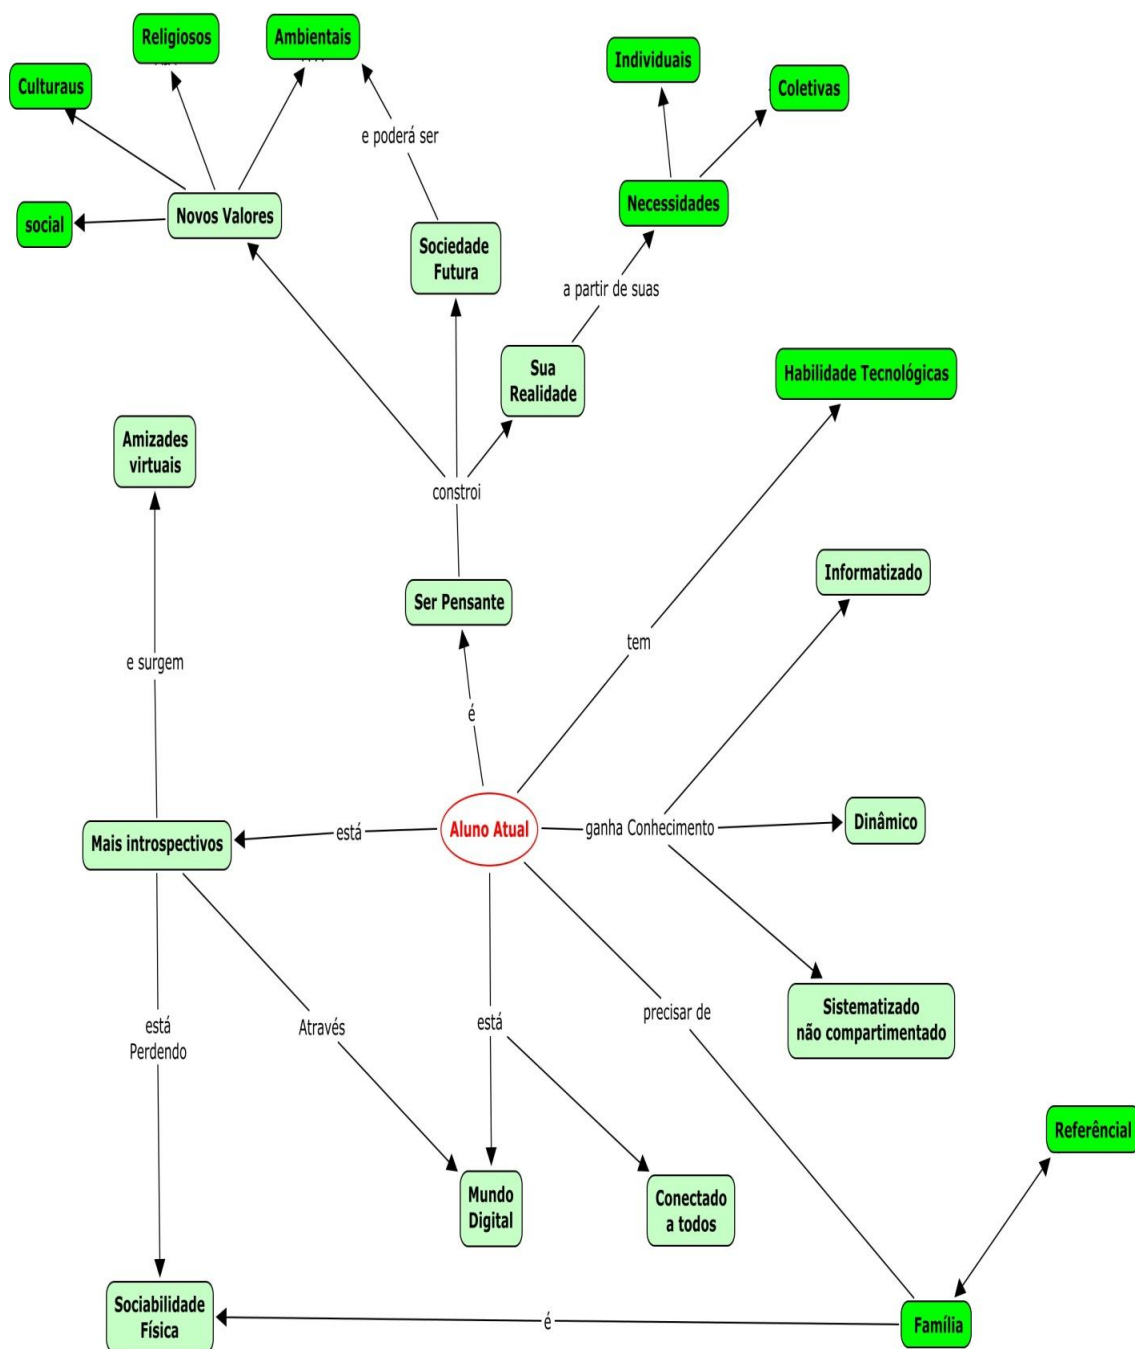 Religiosos
Ambientais
Culturaus
Individuais
Coletivas
e poderá ser
Necessidades
Novos Valores
social
Sociedade
Futura
a partir de suas
Sua
Realidade
Habilidade Tecnológicas
Amizades
virtuais
constroi
Informatizado
Ser Pensante
tem
e surgem
é
Dinâmico
Aluno Atual
ganha Conhecimento
está
Mais introspectivos
Sistematizado
não compartimentado
precisar de
está
Através
está
Perdendo
Referêncial
Mundo
Digital
Conectado
a todos
Sociabilidade
Física
é
Família